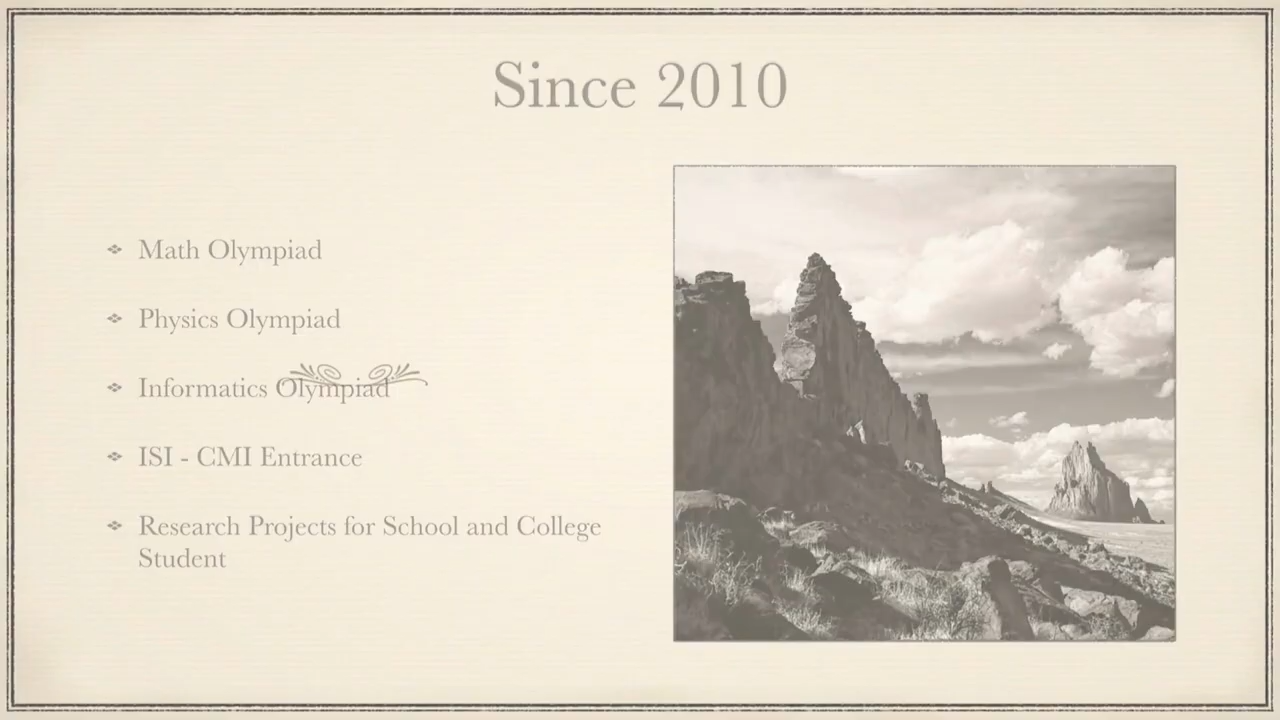 Since 2010
Math Olympiad
Physics Olympiad
Informatics Olympiad
ISI - CMI Entrance
Research Projects for School and College
Student